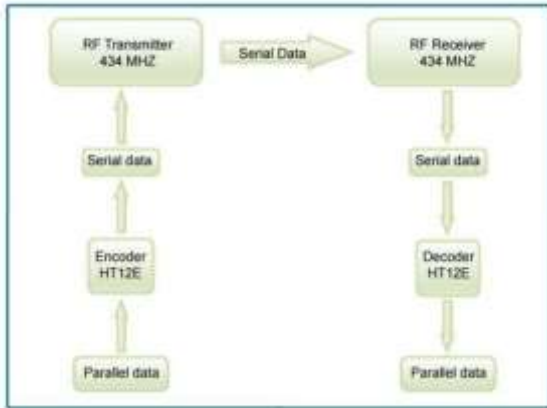 RF Transmitter
434 MHZ
Serial Data
RF Receiver
434 MHZ
Serial data
Serial data
Encoder
HT12E
Decoder
HT12E
Parallel data
Parallel data